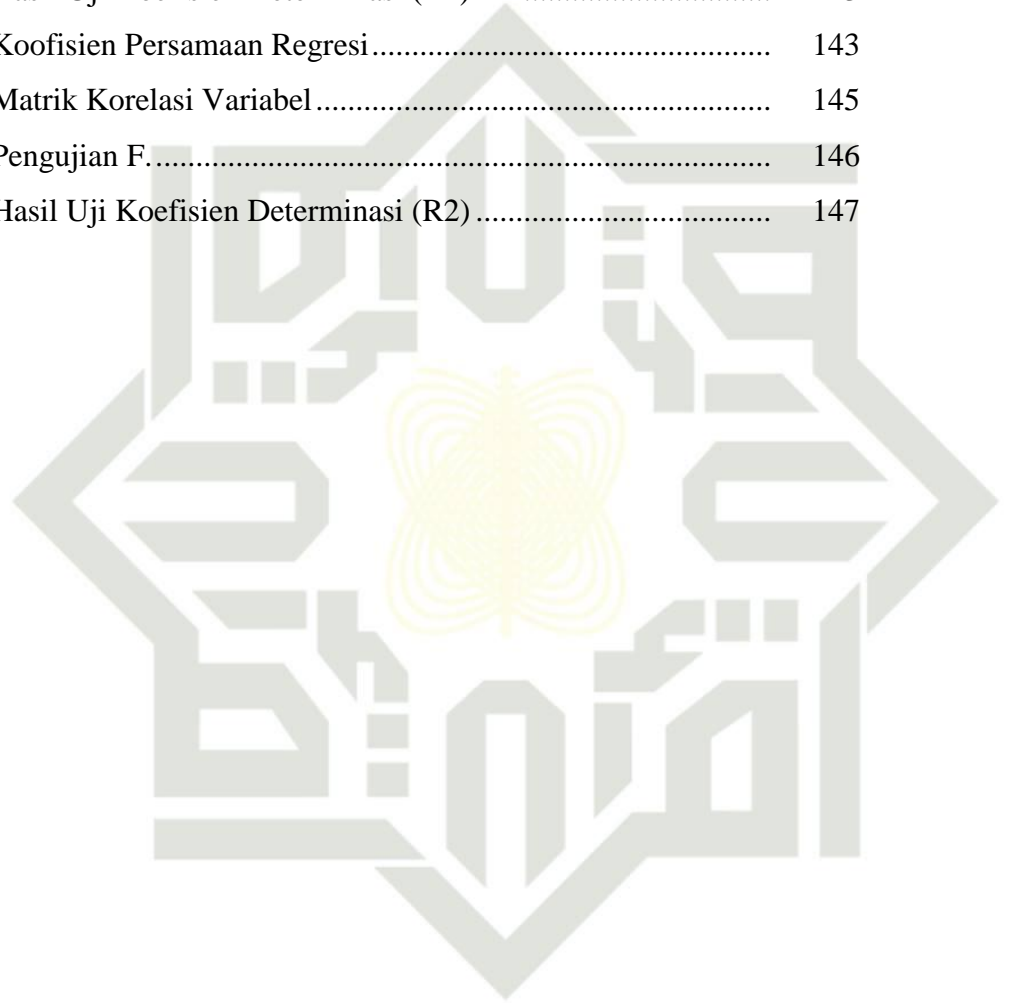 Koofisien Persamaan Regresi.................................................. 143
Matrik Korelasi Variabel......................................................... 145
Pengujian F.............................................................................. 146
Hasil Uji Koefisien Determinasi (R2)..................................... 147